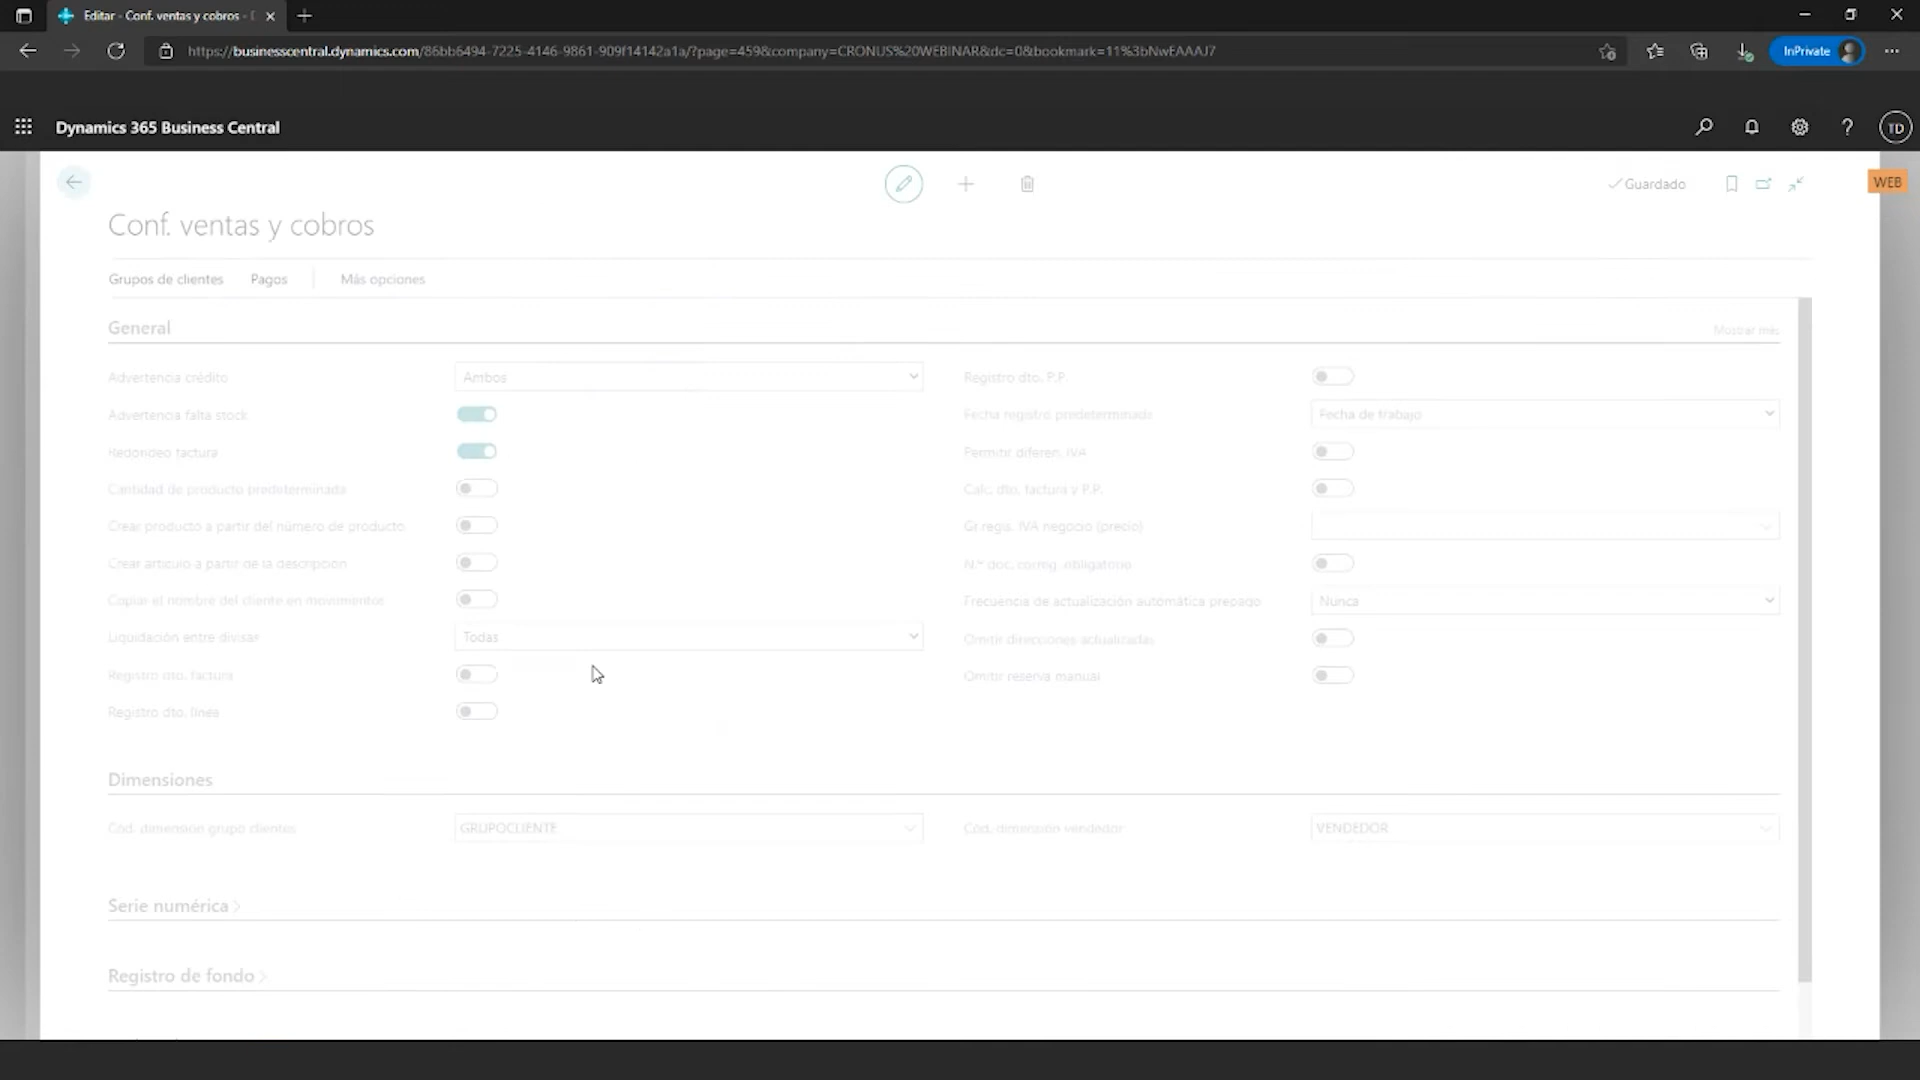 Editar - Conf. ventas y cobros -
https://businesscentral.dynamics.com/86bb6494-7225-4146-9861-909f14142a1a/?page=459&company=CRONUS%20WEBINAR&dc=0&bookmark=11%3bNwEAAAJ7
InPrivate
Dynamics 365 Business Central
TD
Guardado
WEB
Conf. ventas y cobros
Grupos de clientes Pagos Más opciones
General Mostrar más
Advertencia crédito Ambos Registro dto. P.P.
Advertencia falta stock Fecha registro predeterminada Fecha de trabajo
Redondeo factura Permitir diferen. IVA
Cantidad de producto predeterminada Calc. dto. factura y P.P.
Crear producto a partir del número de producto Gr.regis. IVA negocio (precio)
Crear artículo a partir de la descripción N.º doc. correg. obligatorio
Copiar el nombre del cliente en movimientos Frecuencia de actualización automática prepago Nunca
Liquidación entre divisas Todas Omitir direcciones actualizadas
Registro dto. factura Omitir reserva manual
Registro dto. línea
Dimensiones
Cód. dimensión grupo clientes GRUPOCLIENTE Cód. dimensión vendedor VENDEDOR
Serie numérica
Registro de fondo